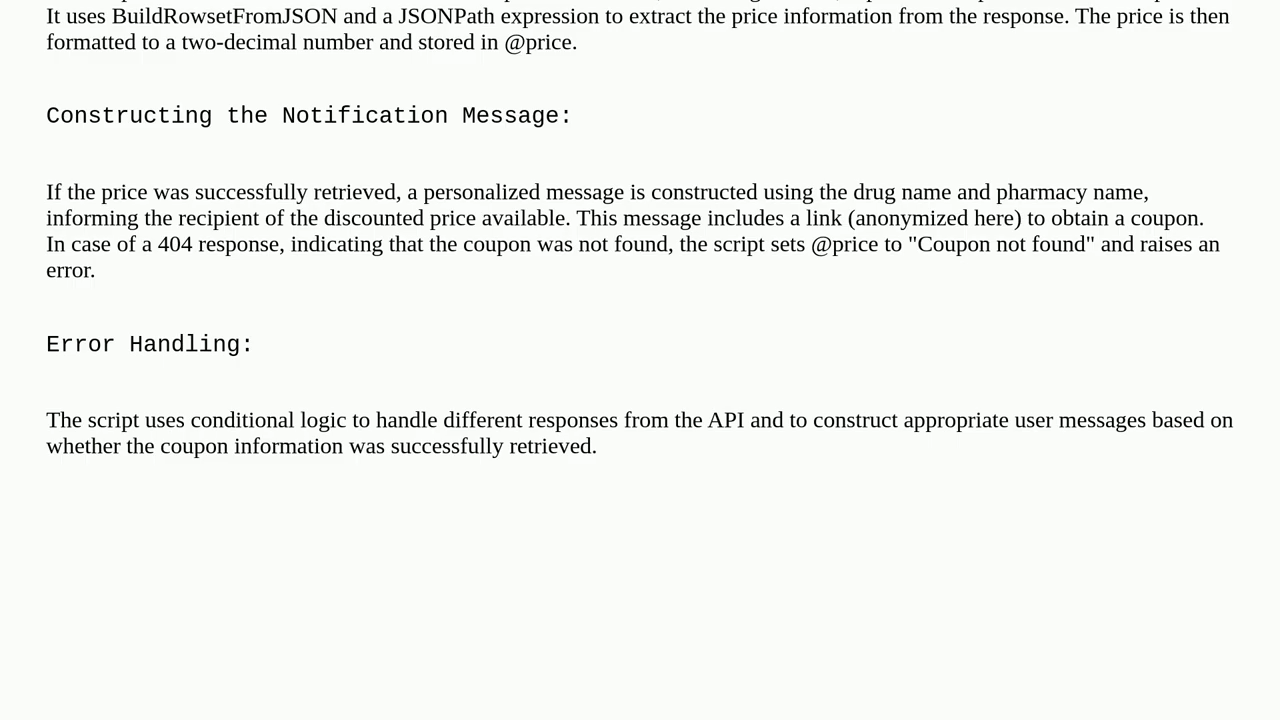 It uses BuildRowsetFromJSON and a JSONPath expression to extract the price information from the response. The price is then
formatted to a two-decimal number and stored in @price.
Constructing the Notification Message:
If the price was successfully retrieved, a personalized message is constructed using the drug name and pharmacy name,
informing the recipient of the discounted price available. This message includes a link (anonymized here) to obtain a coupon.
In case of a 404 response, indicating that the coupon was not found, the script sets @price to "Coupon not found" and raises an
error.
Error Handling:
The script uses conditional logic to handle different responses from the API and to construct appropriate user messages based on
whether the coupon information was successfully retrieved.